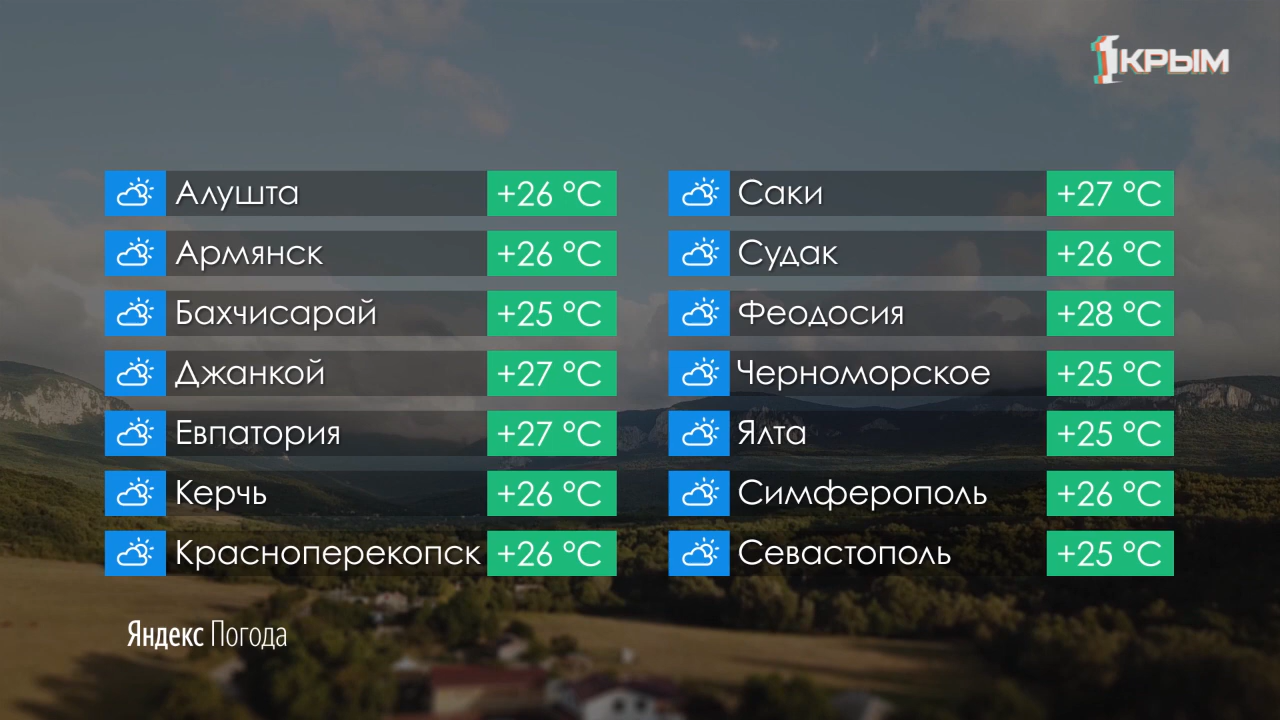 1КРЫМ
Алушта +26 °C
Армянск +26 °C
Бахчисарай +25 °C
Джанкой +27 °C
Евпатория +27 °C
Керчь +26 °C
Красноперекопск +26 °C
Саки +27 °C
Судак +26 °C
Феодосия +28 °C
Черноморское +25 °C
Ялта +25 °C
Симферополь +26 °C
Севастополь +25 °C
Яндекс Погода